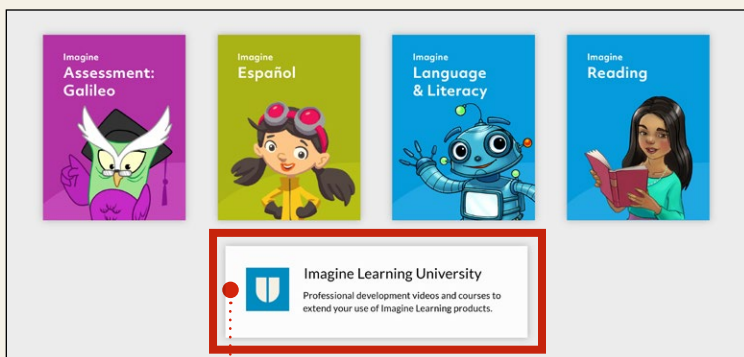 Imagine
Assessment:
Galileo
Imagine
Español
Imagine
Language
& Literacy
Imagine
Reading
Imagine Learning University
Professional development videos and courses to
extend your use of Imagine Learning products.